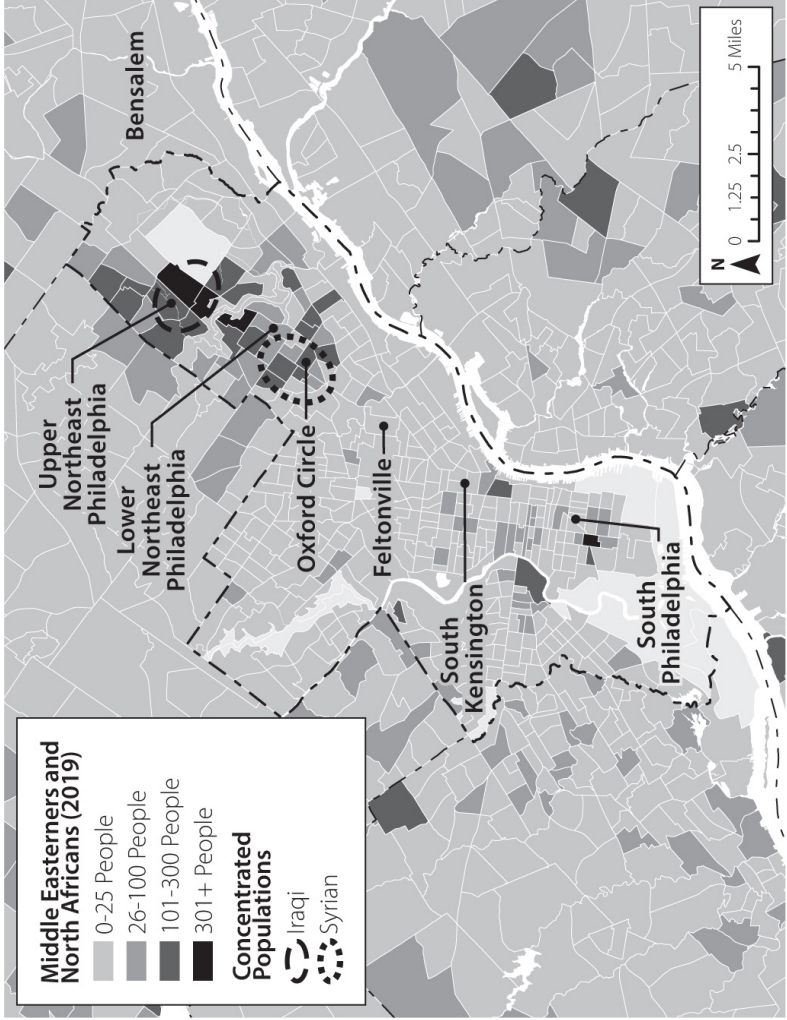 Middle Easterners and
North Africans (2019)
0-25 People
26-100 People
101-300 People
301+ People
Concentrated
Populations
Iraqi
Syrian
Upper
Northeast
Philadelphia
Lower
Northeast
Philadelphia
Oxford Circle
Feltonville
South
Kensington
South
Philadelphia
Bensalem
N
0 1.25 2.5 5 Miles